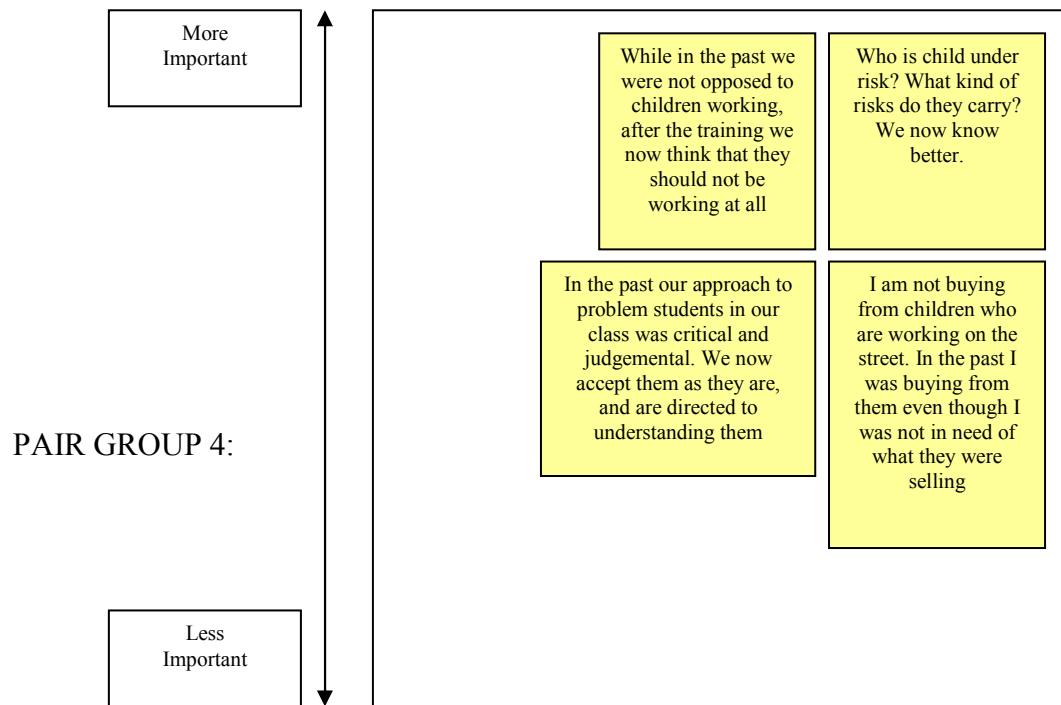 More
Important
While in the past we
were not opposed to
children working,
after the training we
now think that they
should not be
working at all
Who is child under
risk? What kind of
risks do they carry?
We now know
better.
In the past our approach to
problem students in our
class was critical and
judgemental. We now
accept them as they are,
and are directed to
understanding them
I am not buying
from children who
are working on the
street. In the past I
was buying from
them even though I
was not in need of
what they were
selling
PAIR GROUP 4:
Less
Important